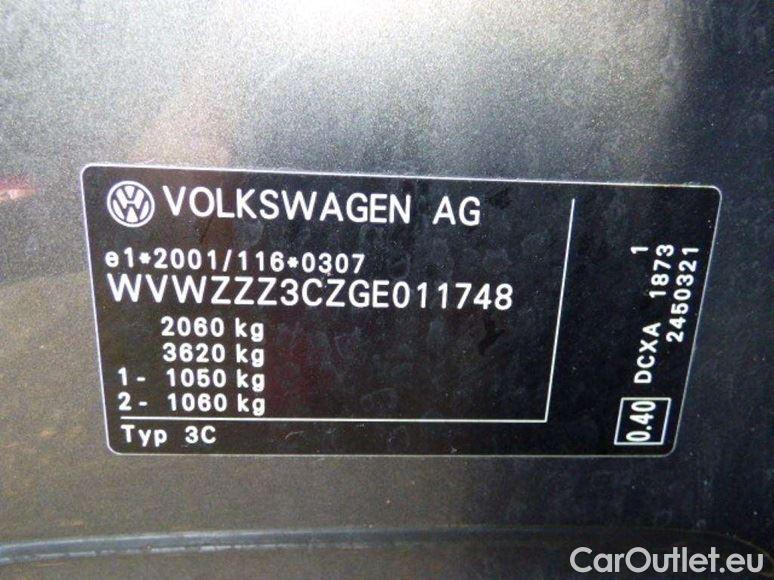 VOLKSWAGEN AG
e1*2001/116*0307
WVWZZZ3CZGE011748
2060 kg
3620 kg
1- 1050 kg
2- 1060 kg
Typ 3C
1
DCXA 1873
2450321
0.40
CarOutlet.eu